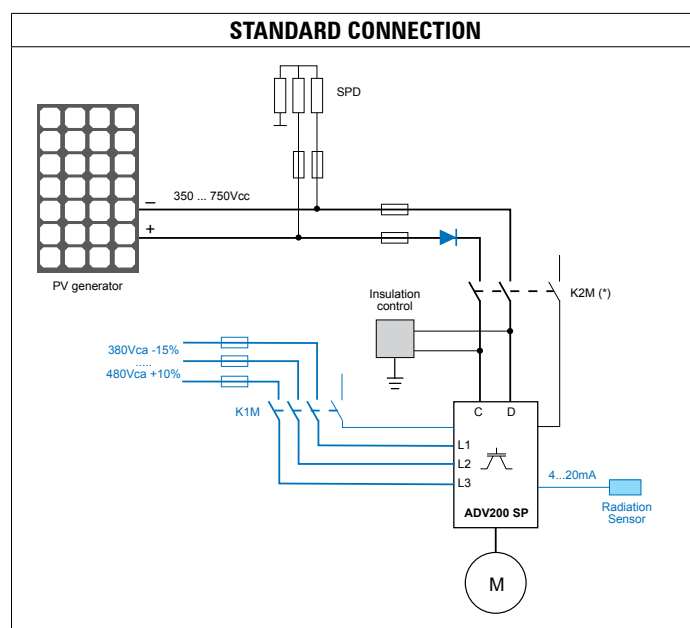 STANDARD CONNECTION
SPD
– 350 ... 750Vcc
+
PV generator
K2M (*)
Insulation
control
380Vca -15%
.....
480Vca +10%
K1M
C D
L1
L2
L3
4...20mA
ADV200 SP
Radiation
Sensor
M